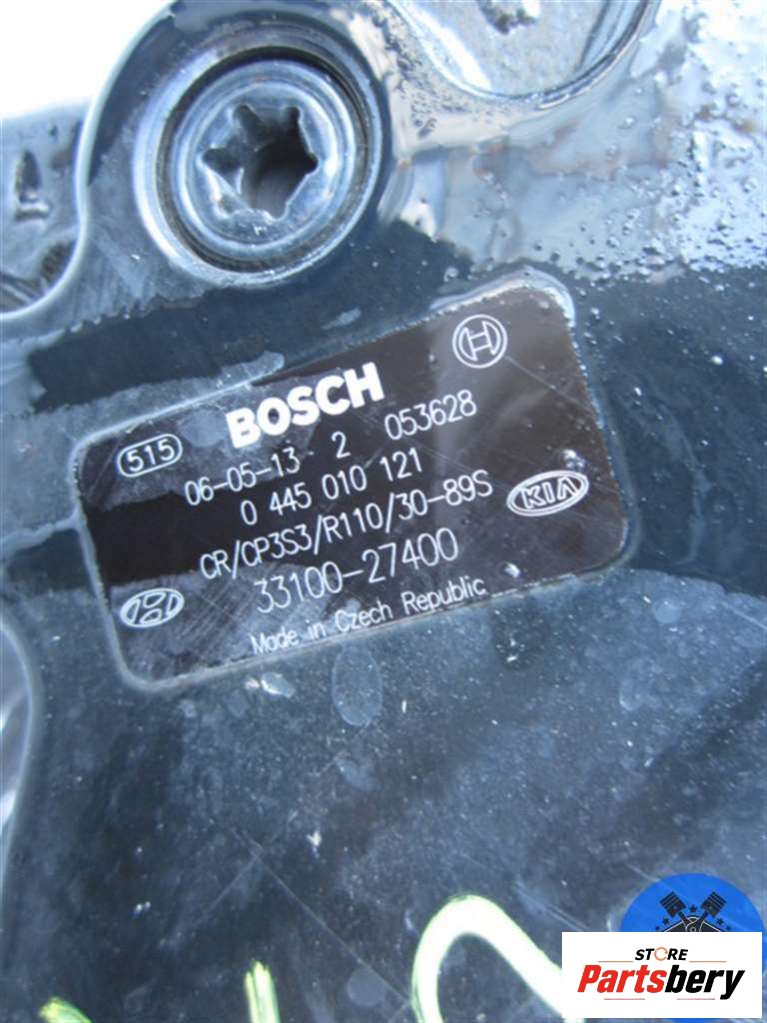 BOSCH
515
06-05-13 2 053628
0 445 010 121
CR/CP3S3/R110/30-89S
KIA
33100-27400
Made in Czech Republic
STORE
Partsbery